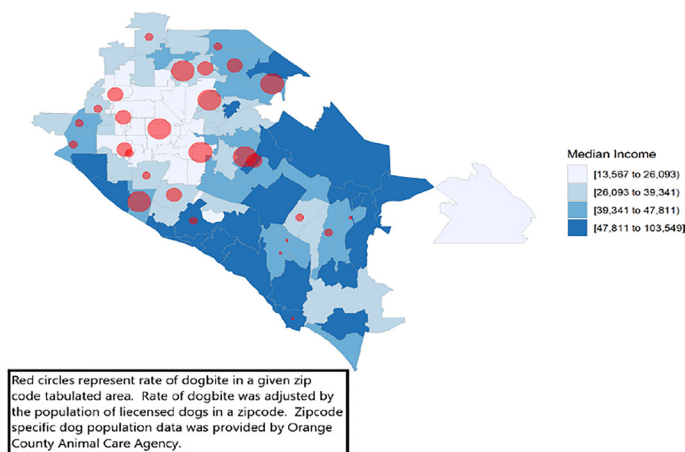 Median Income
[13,567 to 26,093)
[26,093 to 39,341)
[39,341 to 47,811)
[47,811 to 103,549]
Red circles represent rate of dogbite in a given zip
code tabulated area. Rate of dogbite was adjusted by
the population of liecensed dogs in a zipcode. Zipcode
specific dog population data was provided by Orange
County Animal Care Agency.